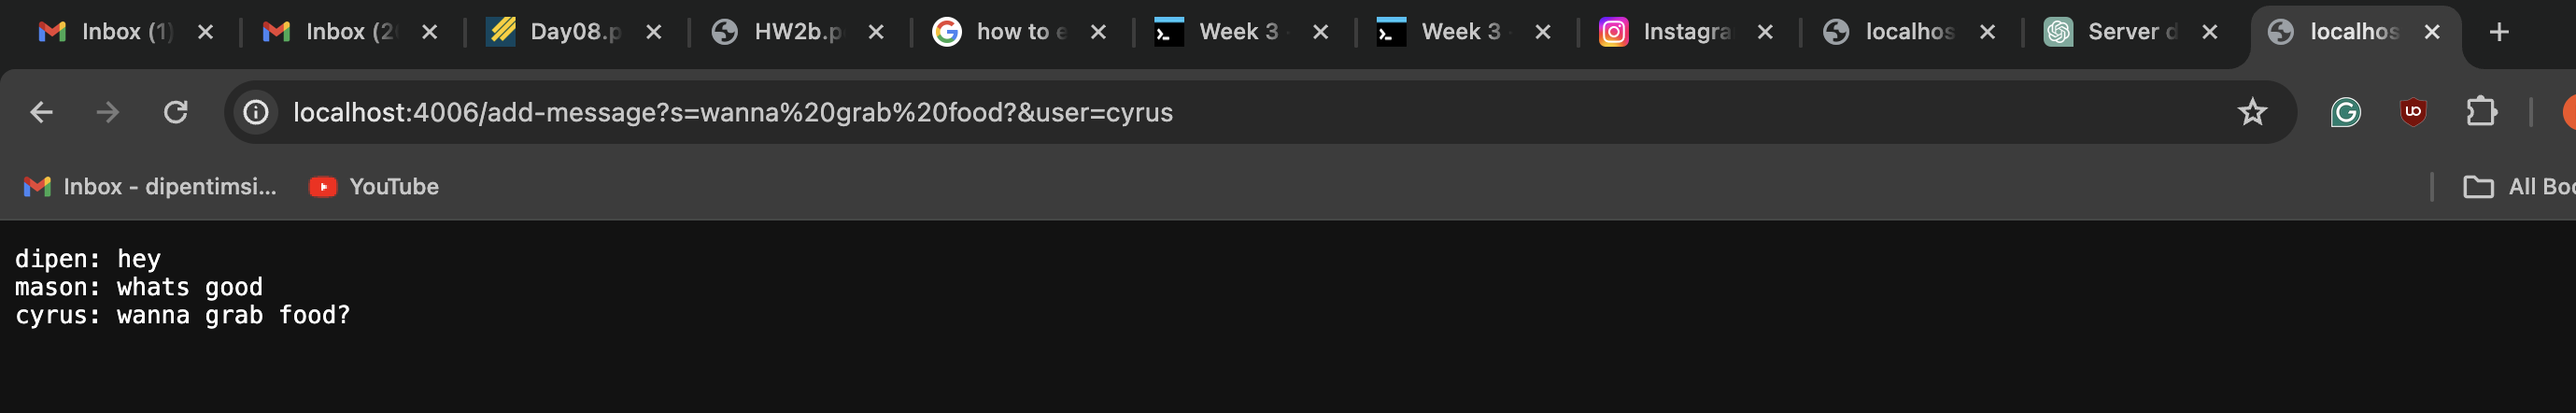 Inbox (1) Inbox (2 Day08.p HW2b.p how to e Week 3 Week 3 Instagra localhos Server d localhos
localhost:4006/add-message?s=wanna%20grab%20food?&user=cyrus
Inbox - dipentimsi... YouTube All Boo
dipen: hey
mason: whats good
cyrus: wanna grab food?